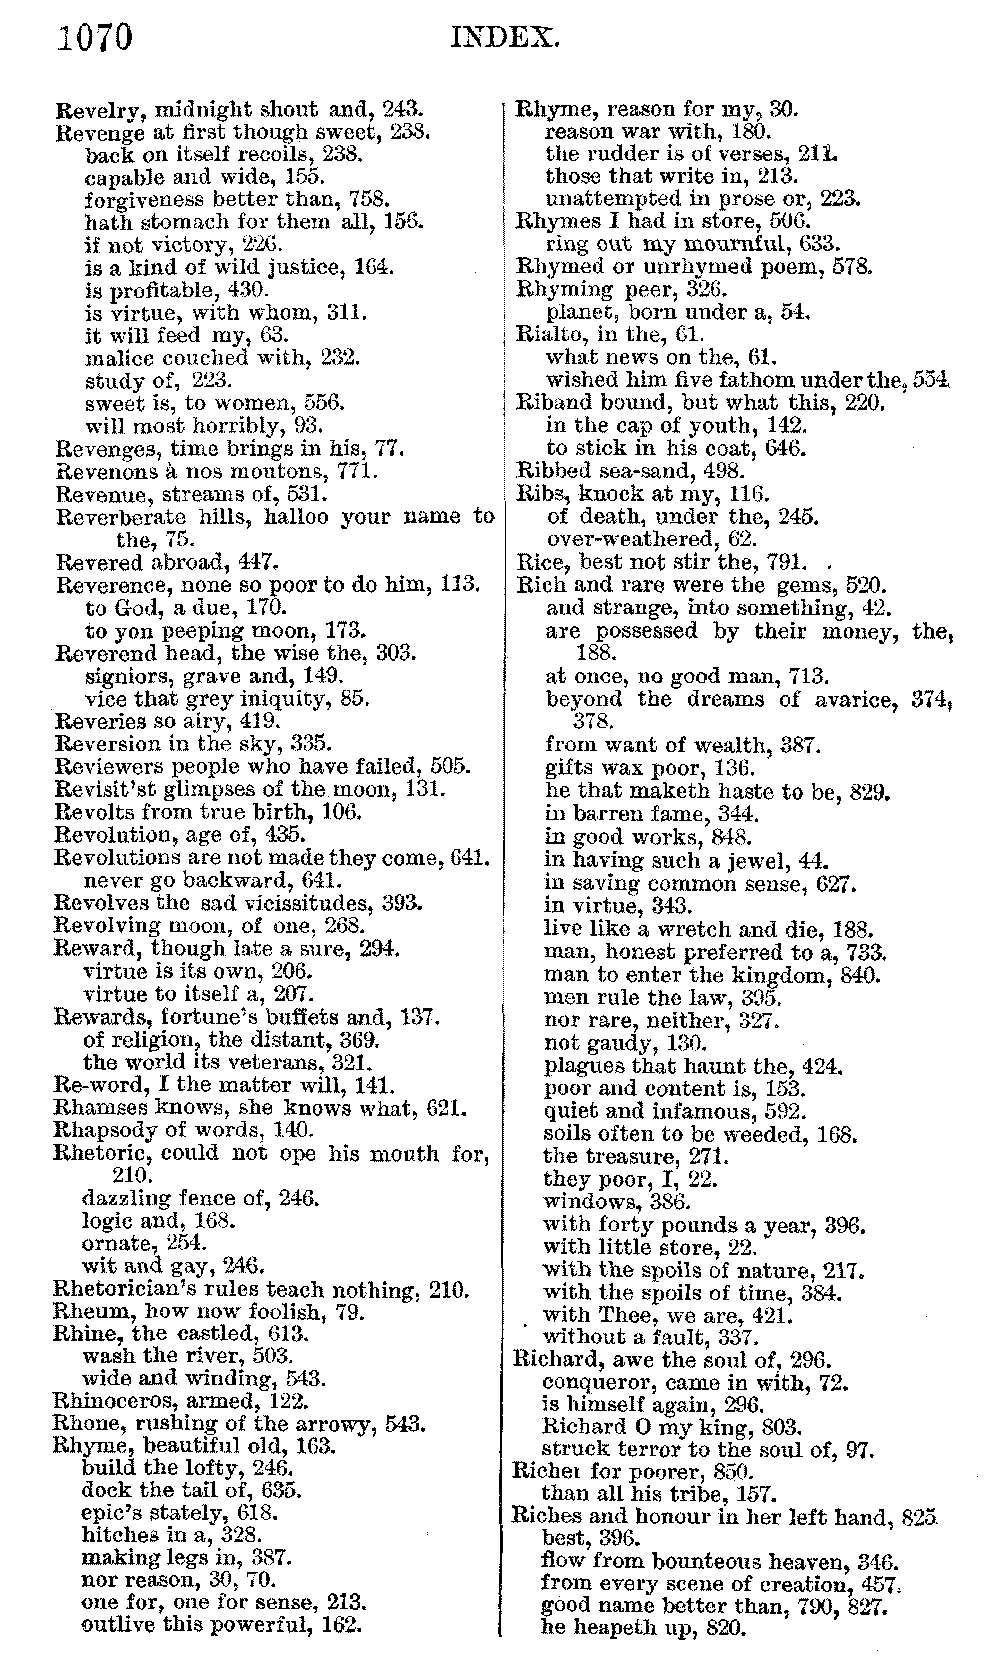 1070
INDEX.
Revelry, midnight shout and, 243.
Revenge at first though sweet, 238.
back on itself recoils, 238.
capable and wide, 155.
forgiveness better than, 758.
hath stomach for them all, 156.
if not victory, 226.
is a kind of wild justice, 164.
is profitable, 430.
is virtue, with whom, 311.
it will feed my, 63.
malice couched with, 232.
study of, 223.
sweet is, to women, 556.
will most horribly, 93.
Revenges, time brings in his, 77.
Revenons à nos moutons, 771.
Revenue, streams of, 531.
Reverberate hills, halloo your name to
the, 75.
Revered abroad, 447.
Reverence, none so poor to do him, 113.
to God, a due, 170.
to yon peeping moon, 173.
Reverend head, the wise the, 303.
signiors, grave and, 149.
vice that grey iniquity, 85.
Reveries so airy, 419.
Reversion in the sky, 335.
Reviewers people who have failed, 505.
Revisit'st glimpses of the moon, 131.
Revolts from true birth, 106.
Revolution, age of, 435.
Revolutions are not made they come, 641.
never go backward, 641.
Revolves the sad vicissitudes, 393.
Revolving moon, of one, 268.
Reward, though late a sure, 294.
virtue is its own, 206.
virtue to itself a, 207.
Rewards, fortune's buffets and, 137.
of religion, the distant, 369.
the world its veterans, 321.
Re-word, I the matter will, 141.
Rhamses knows, she knows what, 621.
Rhapsody of words, 140.
Rhetoric, could not ope his mouth for,
210.
dazzling fence of, 246.
logic and, 168.
ornate, 254.
wit and gay, 246.
Rhetorician's rules teach nothing, 210.
Rheum, how now foolish, 79.
Rhine, the castled, 613.
wash the river, 503.
wide and winding, 543.
Rhinoceros, armed, 122.
Rhone, rushing of the arrowy, 543.
Rhyme, beautiful old, 163.
build the lofty, 246.
dock the tail of, 635.
epic's stately, 618.
hitches in a, 328.
making legs in, 387.
nor reason, 30, 70.
one for, one for sense, 213.
outlive this powerful, 162.
Rhyme, reason for my, 30.
reason war with, 180.
the rudder is of verses, 211.
those that write in, 213.
unattempted in prose or, 223.
Rhymes I had in store, 506.
ring out my mournful, 633.
Rhymed or unrhymed poem, 578.
Rhyming peer, 326.
planet, born under a, 54.
Rialto, in the, 61.
what news on the, 61.
wished him five fathom under the, 554.
Riband bound, but what this, 220.
in the cap of youth, 142.
to stick in his coat, 646.
Ribbed sea-sand, 498.
Ribs, knock at my, 116.
of death, under the, 245.
over-weathered, 62.
Rice, best not stir the, 791.
Rich and rare were the gems, 520.
and strange, into something, 42.
are possessed by their money, the,
188.
at once, no good man, 713.
beyond the dreams of avarice, 374,
378.
from want of wealth, 387.
gifts wax poor, 136.
he that maketh haste to be, 829.
in barren fame, 344.
in good works, 848.
in having such a jewel, 44.
in saving common sense, 627.
in virtue, 343.
live like a wretch and die, 188.
man, honest preferred to a, 733.
man to enter the kingdom, 840.
men rule the law, 395.
nor rare, neither, 327.
not gaudy, 130.
plagues that haunt the, 424.
poor and content is, 153.
quiet and infamous, 592.
soils often to be weeded, 168.
the treasure, 271.
they poor, I, 22.
windows, 386.
with forty pounds a year, 396.
with little store, 22.
with the spoils of nature, 217.
with the spoils of time, 384.
with Thee, we are, 421.
without a fault, 337.
Richard, awe the soul of, 296.
conqueror, came in with, 72.
is himself again, 296.
Richard O my king, 803.
struck terror to the soul of, 97.
Richer for poorer, 850.
than all his tribe, 157.
Riches and honour in her left hand, 825.
best, 396.
flow from bounteous heaven, 346.
from every scene of creation, 457.
good name better than, 790, 827.
he heapeth up, 820.